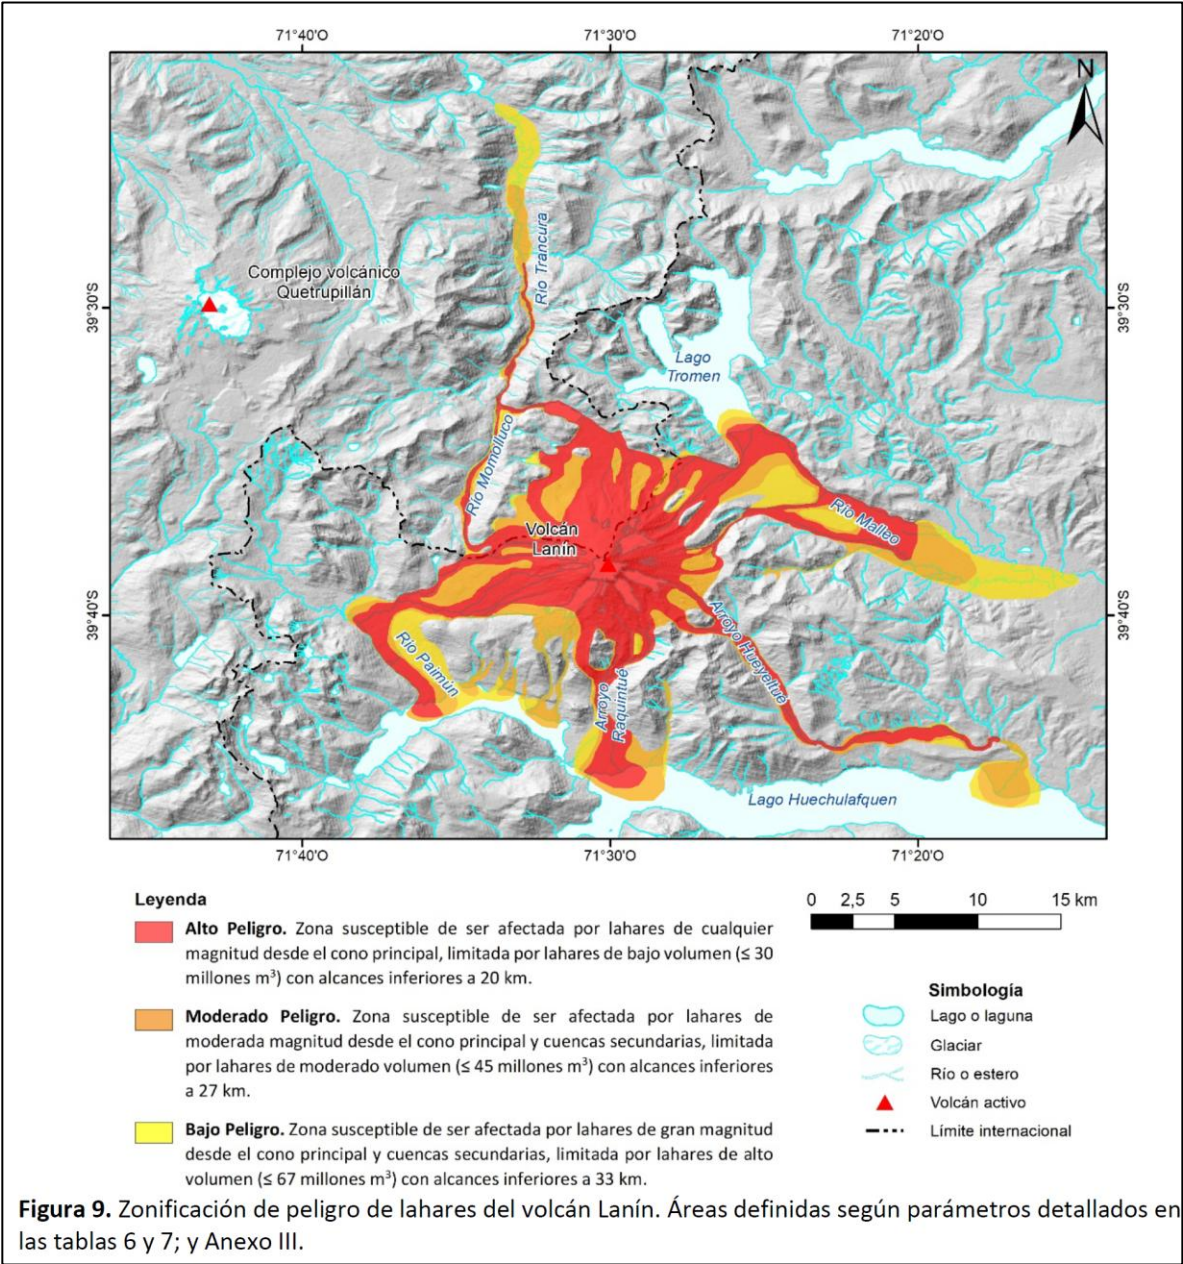 71°40'O
71°30'O
71°20'O
N
Río Trancura
Complejo volcánico
Quetrupillán
39°30'S
39°30'S
Lago
Tromen
Río Momolluco
Volcán
Lanín
Río Malleo
39°40'S
39°40'S
Río Paimún
Arroyo Hueyeltué
Arroyo
Raquintué
Lago Huechulafquen
71°40'O
71°30'O
71°20'O
Leyenda
Alto Peligro. Zona susceptible de ser afectada por lahares de cualquier
magnitud desde el cono principal, limitada por lahares de bajo volumen (≤ 30
millones m³) con alcances inferiores a 20 km.
Moderado Peligro. Zona susceptible de ser afectada por lahares de
moderada magnitud desde el cono principal y cuencas secundarias, limitada
por lahares de moderado volumen (≤ 45 millones m³) con alcances inferiores
a 27 km.
Bajo Peligro. Zona susceptible de ser afectada por lahares de gran magnitud
desde el cono principal y cuencas secundarias, limitada por lahares de alto
volumen (≤ 67 millones m³) con alcances inferiores a 33 km.
0 2,5 5 10 15 km
Simbología
Lago o laguna
Glaciar
Río o estero
Volcán activo
Límite internacional
Figura 9. Zonificación de peligro de lahares del volcán Lanín. Áreas definidas según parámetros detallados en
las tablas 6 y 7; y Anexo III.